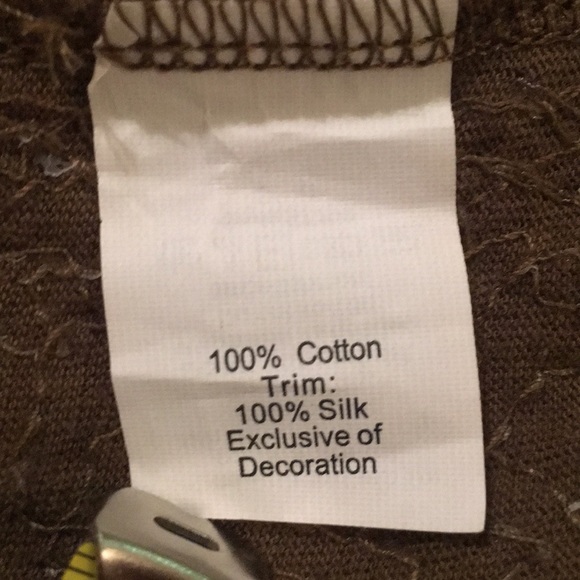 100% Cotton
Trim:
100% Silk
Exclusive of
Decoration